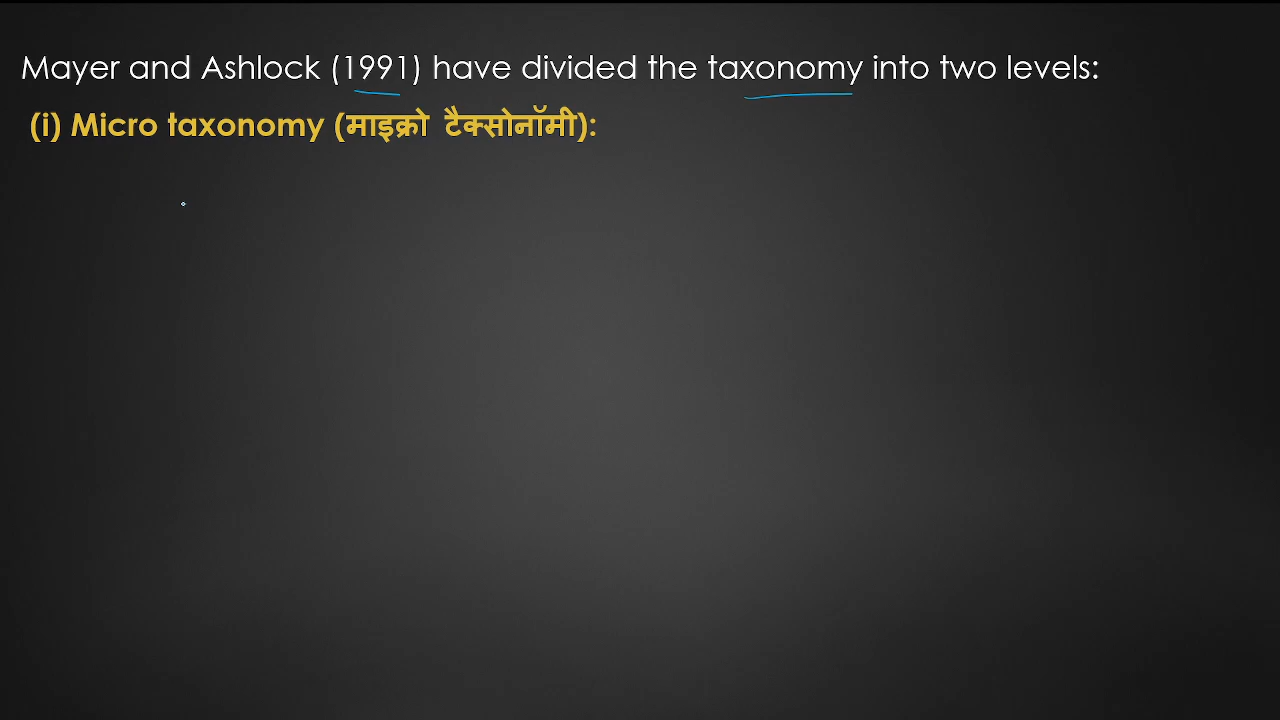 Mayer and Ashlock (1991) have divided the taxonomy into two levels:
(i) Micro taxonomy (माइक्रो टैक्सोनॉमी):